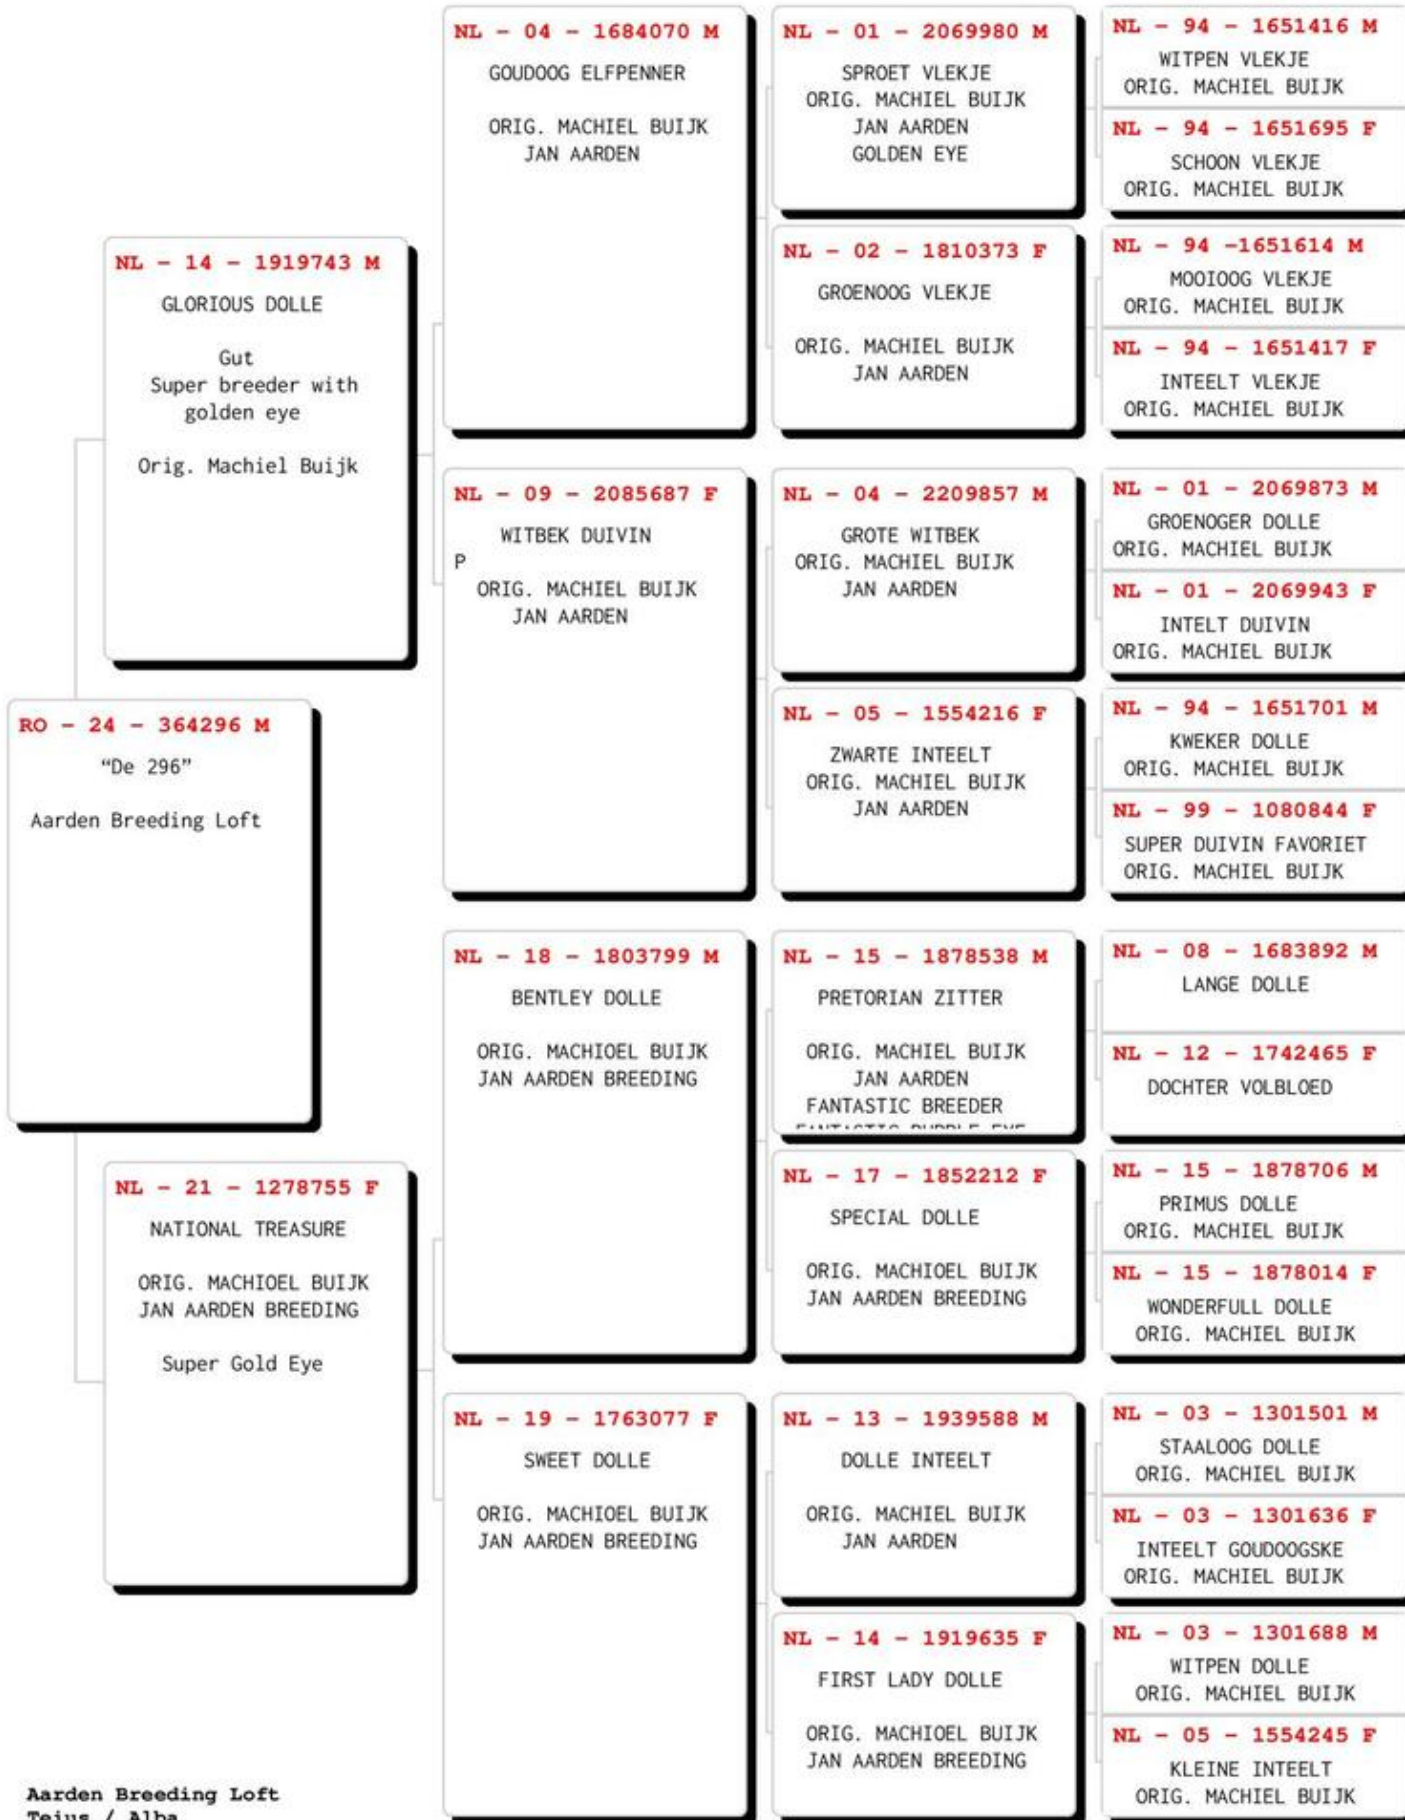 RO - 24 - 364296 M
“De 296”
Aarden Breeding Loft
NL - 14 - 1919743 M
GLORIOUS DOLLE
Gut
Super breeder with
golden eye
Orig. Machiel Buijk
NL - 21 - 1278755 F
NATIONAL TREASURE
ORIG. MACHIOEL BUIJK
JAN AARDEN BREEDING
Super Gold Eye
NL - 04 - 1684070 M
GOUDOOG ELFPENNER
ORIG. MACHIEL BUIJK
JAN AARDEN
NL - 09 - 2085687 F
WITBEK DUIVIN
P
ORIG. MACHIEL BUIJK
JAN AARDEN
NL - 18 - 1803799 M
BENTLEY DOLLE
ORIG. MACHIOEL BUIJK
JAN AARDEN BREEDING
NL - 19 - 1763077 F
SWEET DOLLE
ORIG. MACHIOEL BUIJK
JAN AARDEN BREEDING
NL - 01 - 2069980 M
SPROET VLEKJE
ORIG. MACHIEL BUIJK
JAN AARDEN
GOLDEN EYE
NL - 02 - 1810373 F
GROENOOG VLEKJE
ORIG. MACHIEL BUIJK
JAN AARDEN
NL - 04 - 2209857 M
GROTE WITBEK
ORIG. MACHIEL BUIJK
JAN AARDEN
NL - 05 - 1554216 F
ZWARTE INTEELT
ORIG. MACHIEL BUIJK
JAN AARDEN
NL - 15 - 1878538 M
PRETORIAN ZITTER
ORIG. MACHIEL BUIJK
JAN AARDEN
FANTASTIC BREEDER
NL - 17 - 1852212 F
SPECIAL DOLLE
ORIG. MACHIOEL BUIJK
JAN AARDEN BREEDING
NL - 13 - 1939588 M
DOLLE INTEELT
ORIG. MACHIEL BUIJK
JAN AARDEN
NL - 14 - 1919635 F
FIRST LADY DOLLE
ORIG. MACHIOEL BUIJK
JAN AARDEN BREEDING
NL - 94 - 1651416 M
WITPEN VLEKJE
ORIG. MACHIEL BUIJK
NL - 94 - 1651695 F
SCHOON VLEKJE
ORIG. MACHIEL BUIJK
NL - 94 -1651614 M
MOOIOOG VLEKJE
ORIG. MACHIEL BUIJK
NL - 94 - 1651417 F
INTEELT VLEKJE
ORIG. MACHIEL BUIJK
NL - 01 - 2069873 M
GROENOGER DOLLE
ORIG. MACHIEL BUIJK
NL - 01 - 2069943 F
INTELT DUIVIN
ORIG. MACHIEL BUIJK
NL - 94 - 1651701 M
KWEKER DOLLE
ORIG. MACHIEL BUIJK
NL - 99 - 1080844 F
SUPER DUIVIN FAVORIET
ORIG. MACHIEL BUIJK
NL - 08 - 1683892 M
LANGE DOLLE
NL - 12 - 1742465 F
DOCHTER VOLBLOED
NL - 15 - 1878706 M
PRIMUS DOLLE
ORIG. MACHIEL BUIJK
NL - 15 - 1878014 F
WONDERFULL DOLLE
ORIG. MACHIEL BUIJK
NL - 03 - 1301501 M
STAALOOG DOLLE
ORIG. MACHIEL BUIJK
NL - 03 - 1301636 F
INTEELT GOUDOOGSKE
ORIG. MACHIEL BUIJK
NL - 03 - 1301688 M
WITPEN DOLLE
ORIG. MACHIEL BUIJK
NL - 05 - 1554245 F
KLEINE INTEELT
ORIG. MACHIEL BUIJK
Aarden Breeding Loft
Teius / Alba